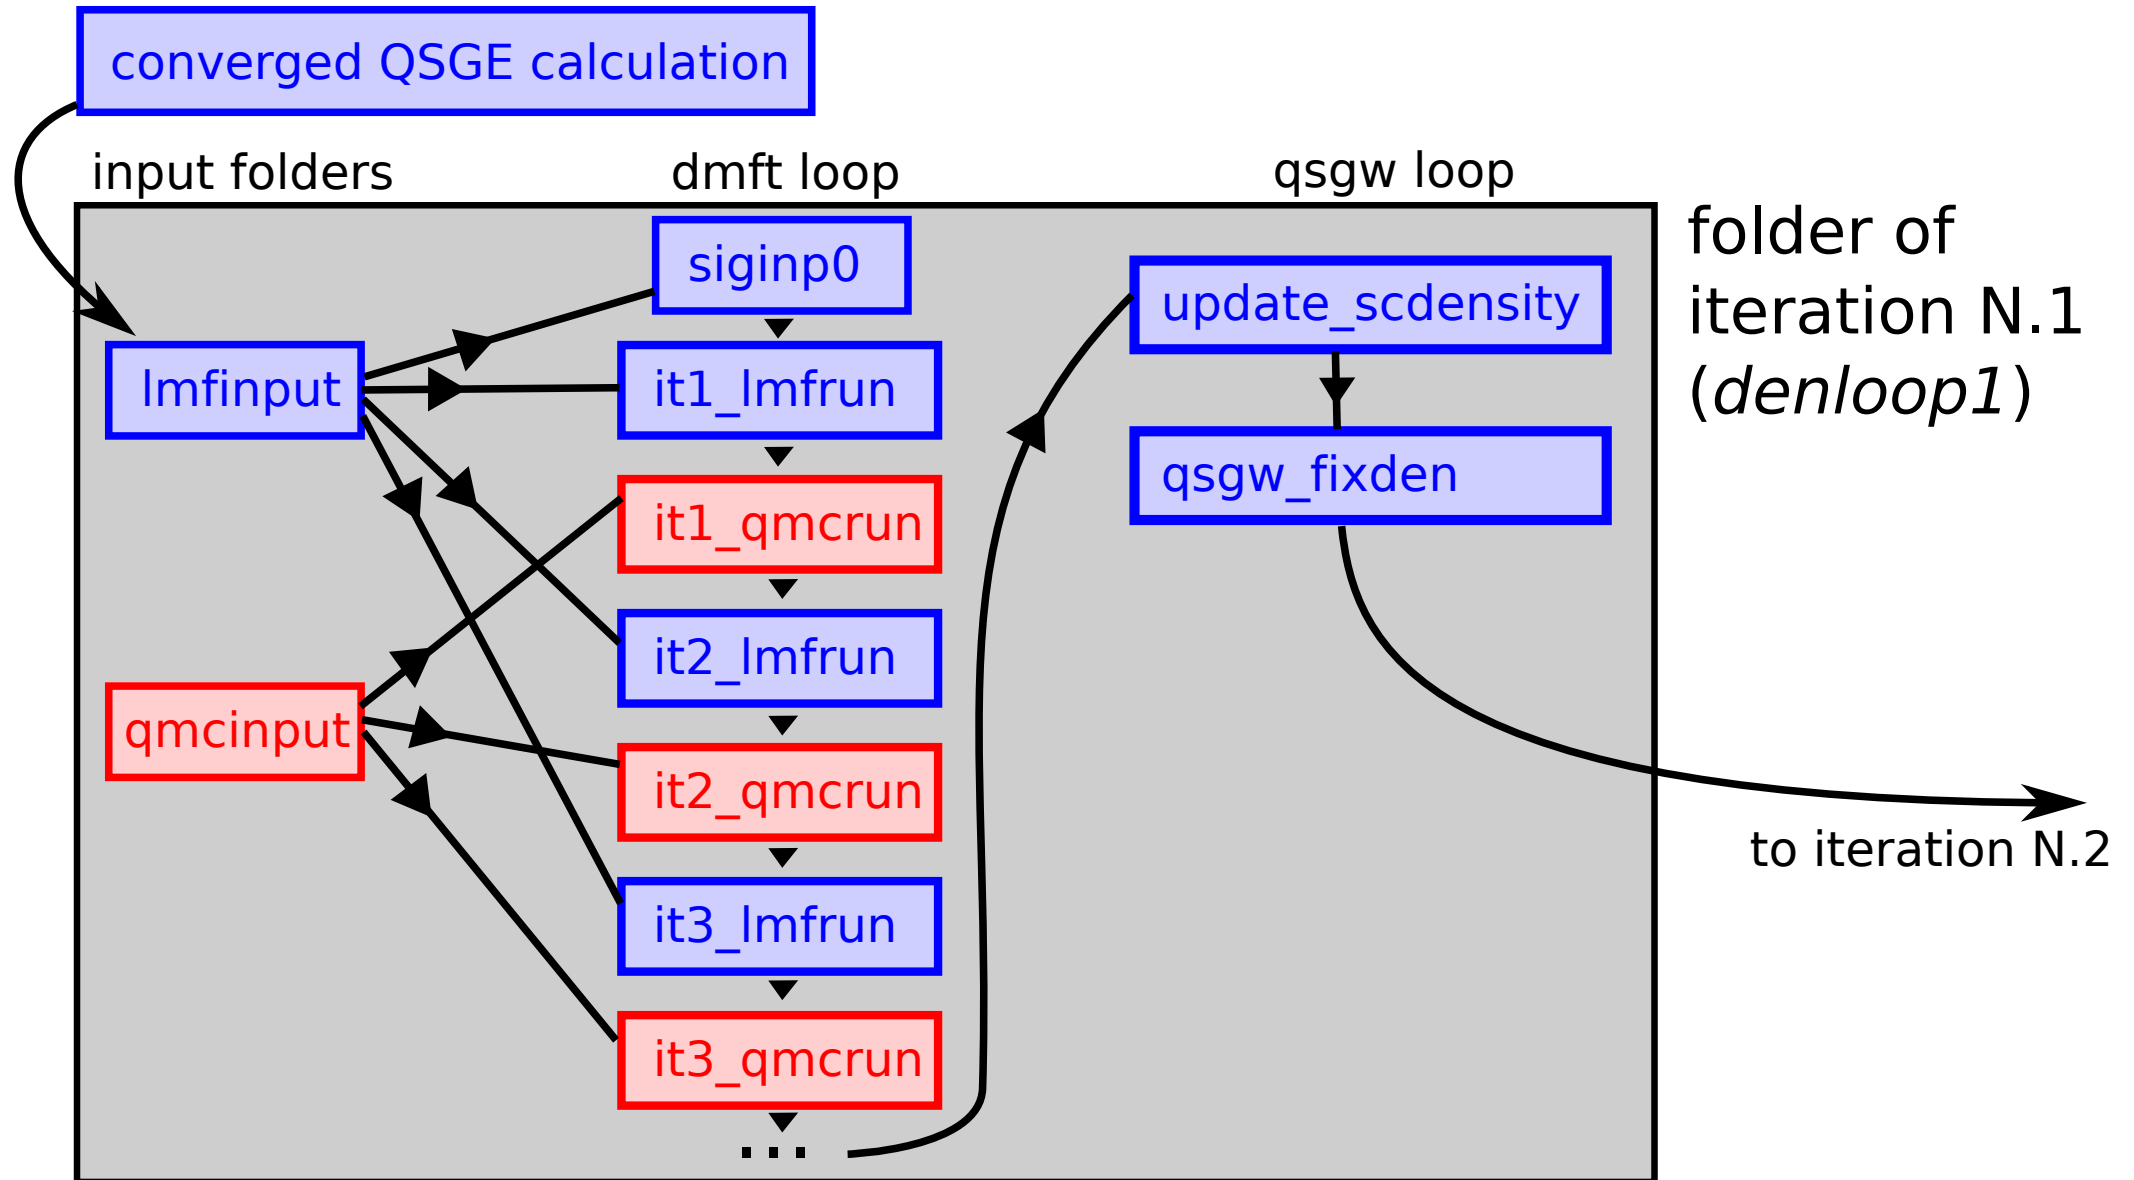 converged QSGE calculation
input folders
dmft loop
qsgw loop
folder of
iteration N.1
(denloop1)
siginp0
update_scdensity
lmfinput
it1_lmfrun
qsgw_fixden
it1_qmcrun
it2_lmfrun
qmcinput
it2_qmcrun
to iteration N.2
it3_lmfrun
it3_qmcrun
...